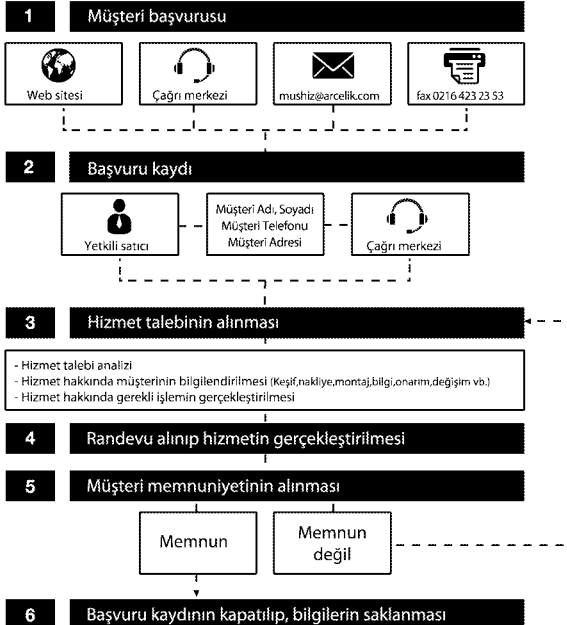 1 Müşteri başvurusu
Web sitesi
Çağrı merkezi
mushiz@arcelik.com
fax 0216 423 23 53
2 Başvuru kaydı
Yetkili satıcı
Müşteri Adı, Soyadı
Müşteri Telefonu
Müşteri Adresi
Çağrı merkezi
3 Hizmet talebinin alınması
- Hizmet talebi analizi
- Hizmet hakkında müşterinin bilgilendirilmesi (Keşif,nakliye,montaj,bilgi,onarım,değişim vb.)
- Hizmet hakkında gerekli işlemin gerçekleştirilmesi
4 Randevu alınıp hizmetin gerçekleştirilmesi
5 Müşteri memnuniyetinin alınması
Memnun
Memnun
değil
6 Başvuru kaydının kapatılıp, bilgilerin saklanması